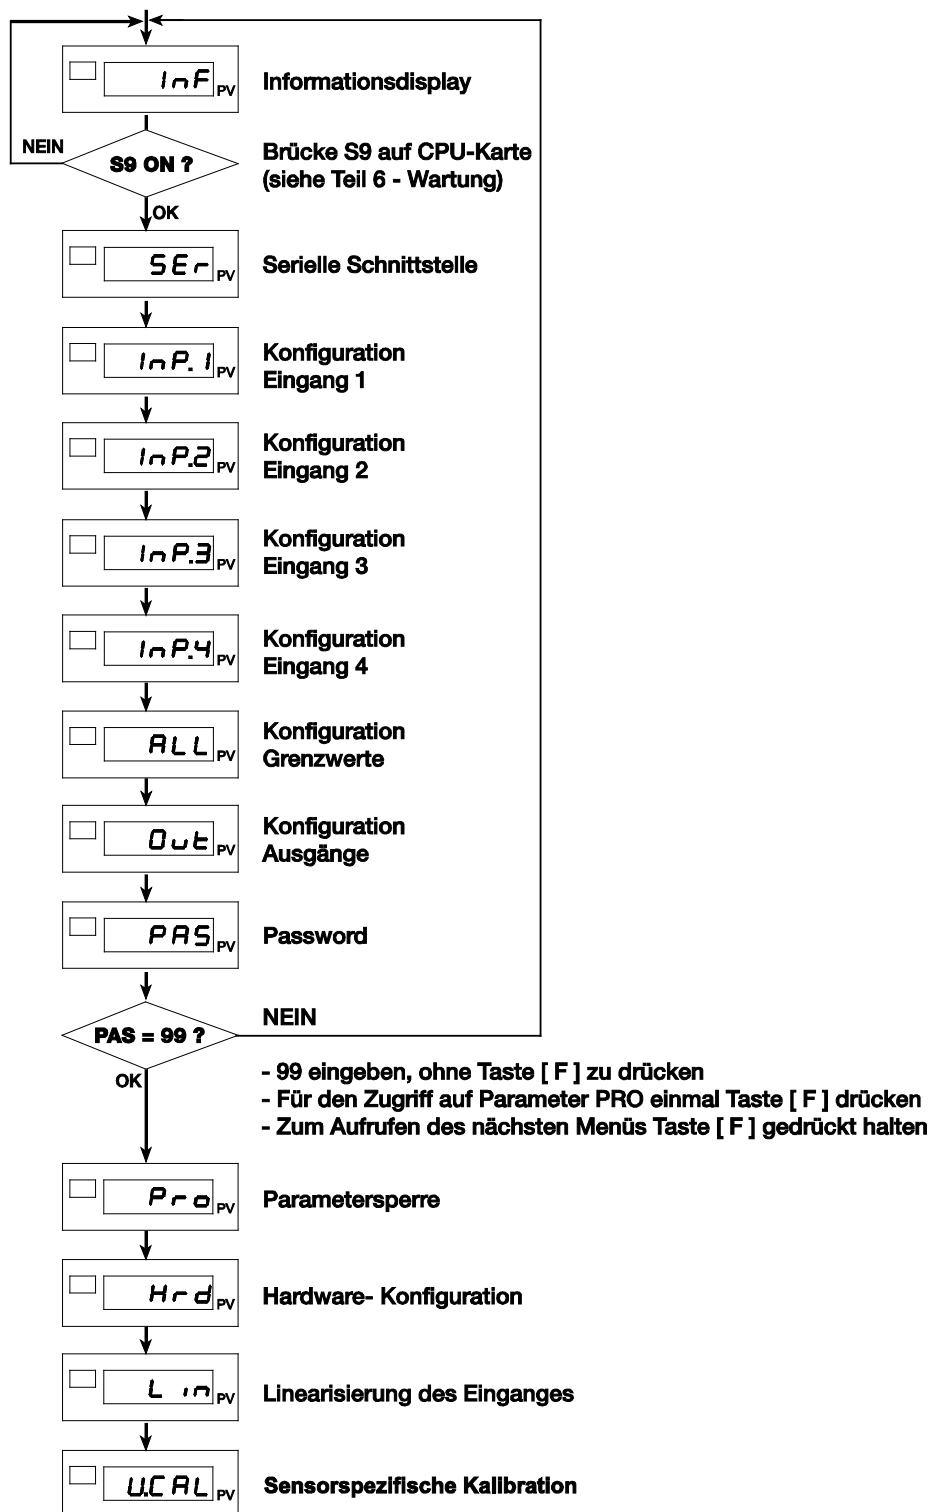 InF PV
Informationsdisplay
NEIN
S9 ON ?
Brücke S9 auf CPU-Karte
(siehe Teil 6 - Wartung)
OK
SEr PV
Serielle Schnittstelle
InP.1 PV
Konfiguration
Eingang 1
InP.2 PV
Konfiguration
Eingang 2
InP.3 PV
Konfiguration
Eingang 3
InP.4 PV
Konfiguration
Eingang 4
ALL PV
Konfiguration
Grenzwerte
Out PV
Konfiguration
Ausgänge
PAS PV
Password
PAS = 99 ?
NEIN
OK
- 99 eingeben, ohne Taste [ F ] zu drücken
- Für den Zugriff auf Parameter PRO einmal Taste [ F ] drücken
- Zum Aufrufen des nächsten Menüs Taste [ F ] gedrückt halten
Pro PV
Parametersperre
Hrd PV
Hardware- Konfiguration
Lin PV
Linearisierung des Einganges
U.CAL PV
Sensorspezifische Kalibration